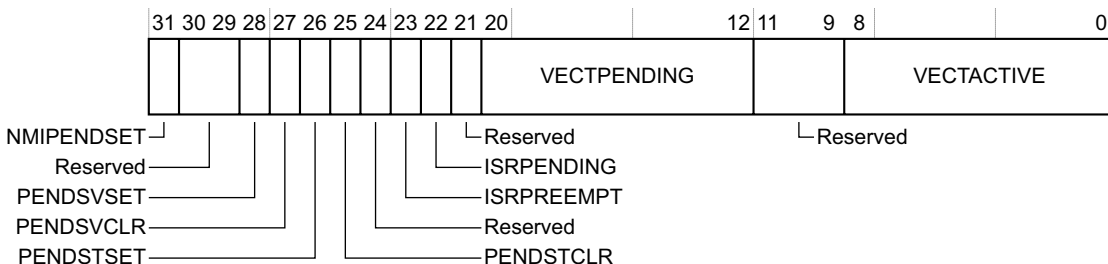 31 30 29 28 27 26 25 24 23 22 21 20 12 11 9 8 0
VECTPENDING VECTACTIVE
NMIPENDSET Reserved Reserved
Reserved ISRPENDING
PENDSVSET ISRPREEMPT
PENDSVCLR Reserved
PENDSTSET PENDSTCLR